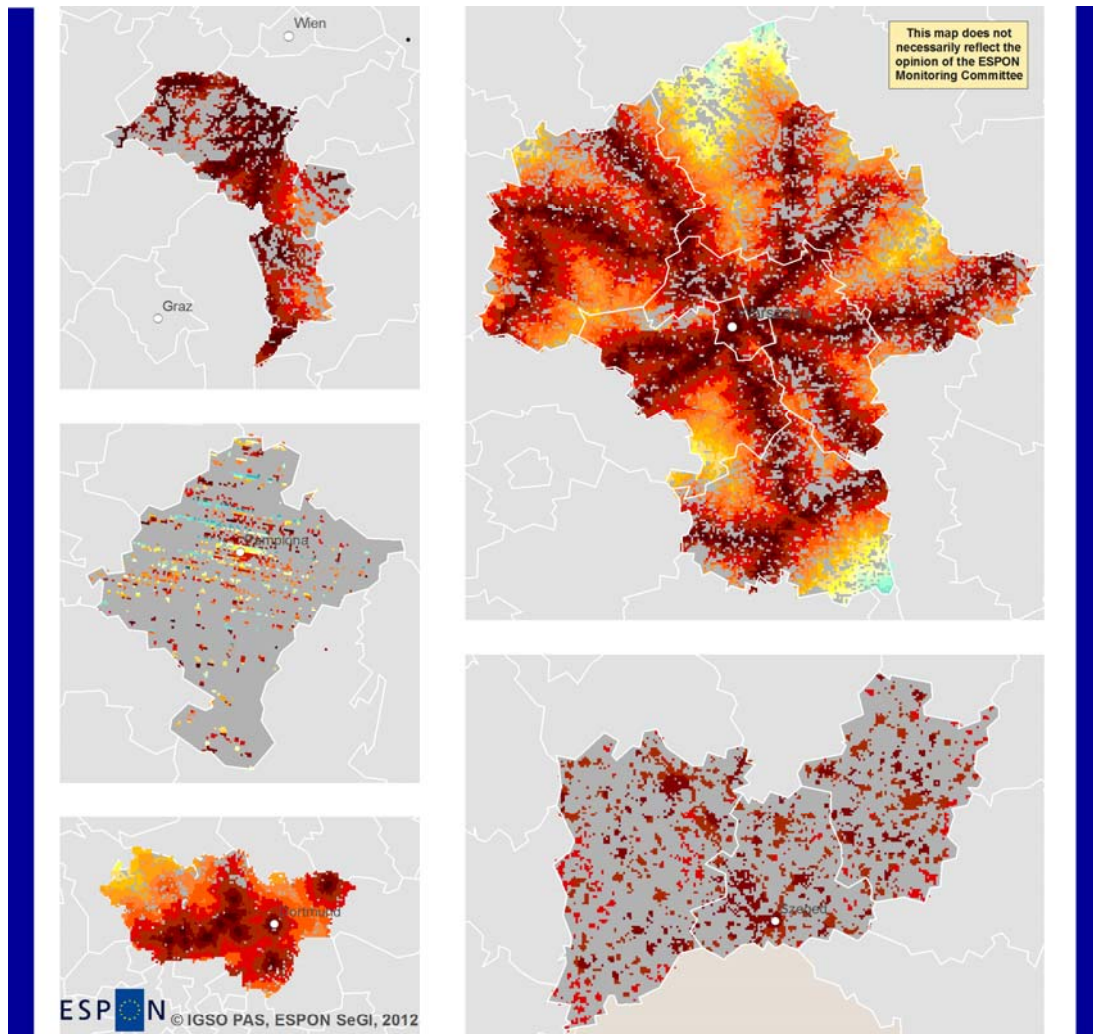 Wien
This map does not
necessarily reflect the
opinion of the ESPON
Monitoring Committee
Graz
Warszawa
Pamplona
Dortmund
Szeged
ESPON © IGSO PAS, ESPON SeGI, 2012